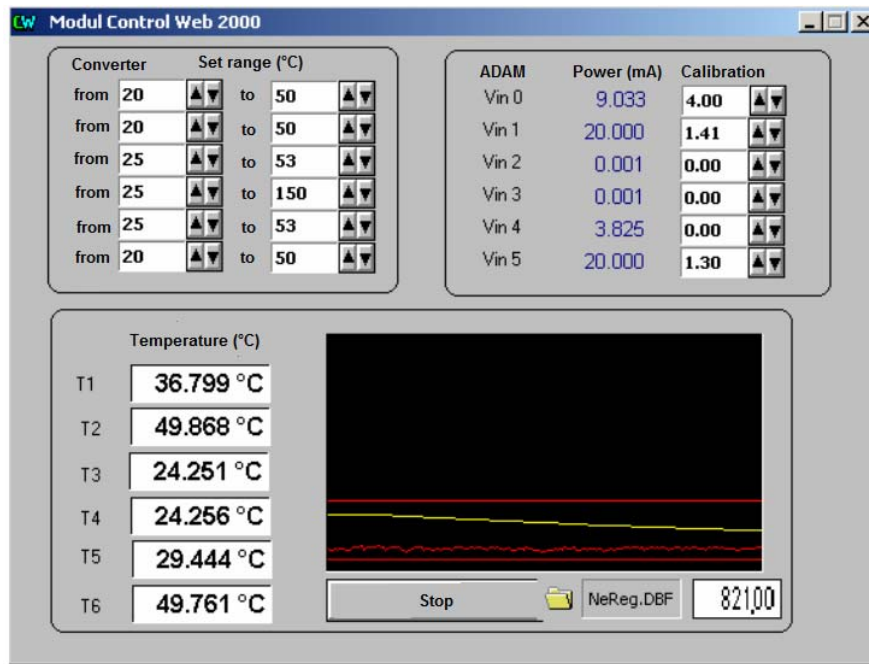 CW Modul Control Web 2000
Converter Set range (°C)
from 20 to 50
from 20 to 50
from 25 to 53
from 25 to 150
from 25 to 53
from 20 to 50
ADAM Power (mA) Calibration
Vin 0 9.033 4.00
Vin 1 20.000 1.41
Vin 2 0.001 0.00
Vin 3 0.001 0.00
Vin 4 3.825 0.00
Vin 5 20.000 1.30
Temperature (°C)
T1 36.799 °C
T2 49.868 °C
T3 24.251 °C
T4 24.256 °C
T5 29.444 °C
T6 49.761 °C
Stop NeReg.DBF 821,00